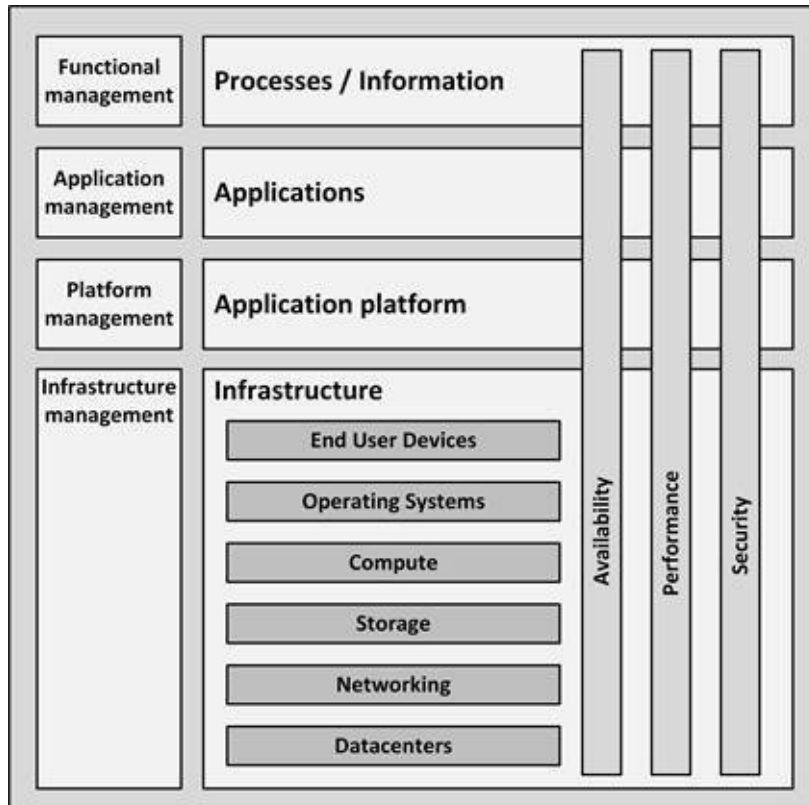 Functional
management
Processes / Information
Application
management
Applications
Platform
management
Application platform
Infrastructure
management
Infrastructure
End User Devices
Operating Systems
Compute
Storage
Networking
Datacenters
Availability
Performance
Security